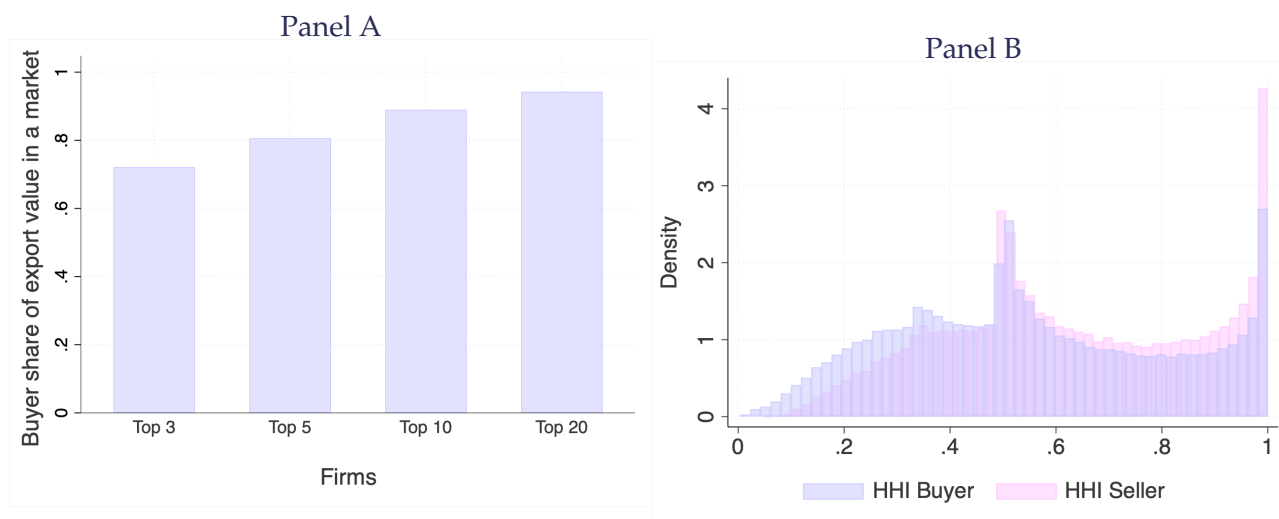 Panel A
Buyer share of export value in a market
1
.8
.6
.4
.2
0
Top 3 Top 5 Top 10 Top 20
Firms
Panel B
Density
4
3
2
1
0
0 .2 .4 .6 .8 1
HHI Buyer HHI Seller